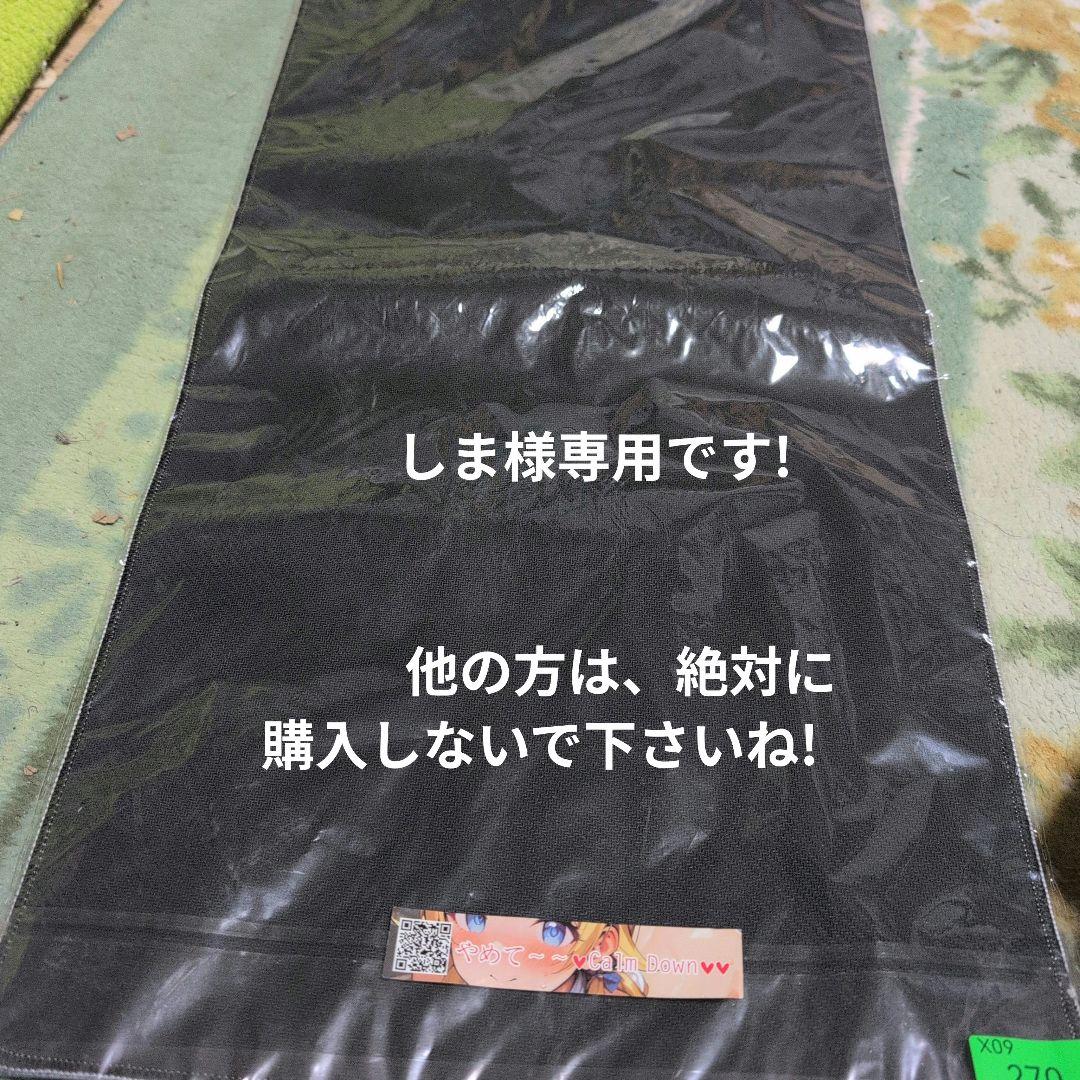 しま様専用です!
他の方は、絶対に
購入しないで下さいね!
やめて～～♥Calm Down♥♥
X09
270